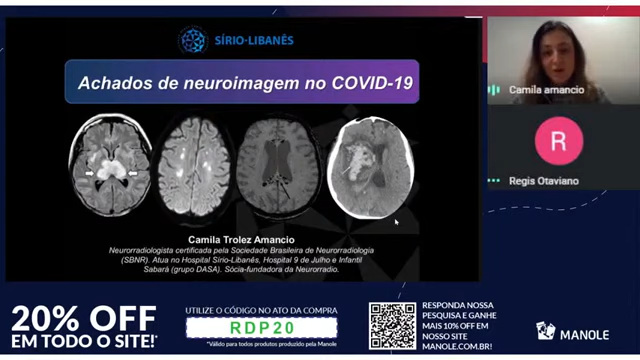 SÍRIO-LIBANÊS
Achados de neuroimagem no COVID-19
Camila Trolez Amancio
Neurorradiologista certificada pela Sociedade Brasileira de Neurorradiologia
(SBNR). Atua no Hospital Sírio-Libanês, Hospital 9 de Julho e Infantil
Sabará (grupo DASA). Sócia-fundadora da Neurorradio.
Camila amancio
R
Regis Otaviano
20% OFF
EM TODO O SITE!*
UTILIZE O CÓDIGO NO ATO DA COMPRA
RDP20
*Válido para todos produtos produzido pela Manole
RESPONDA NOSSA
PESQUISA E GANHE
MAIS 10% OFF EM
NOSSO SITE
MANOLE.COM.BR!
MANOLE